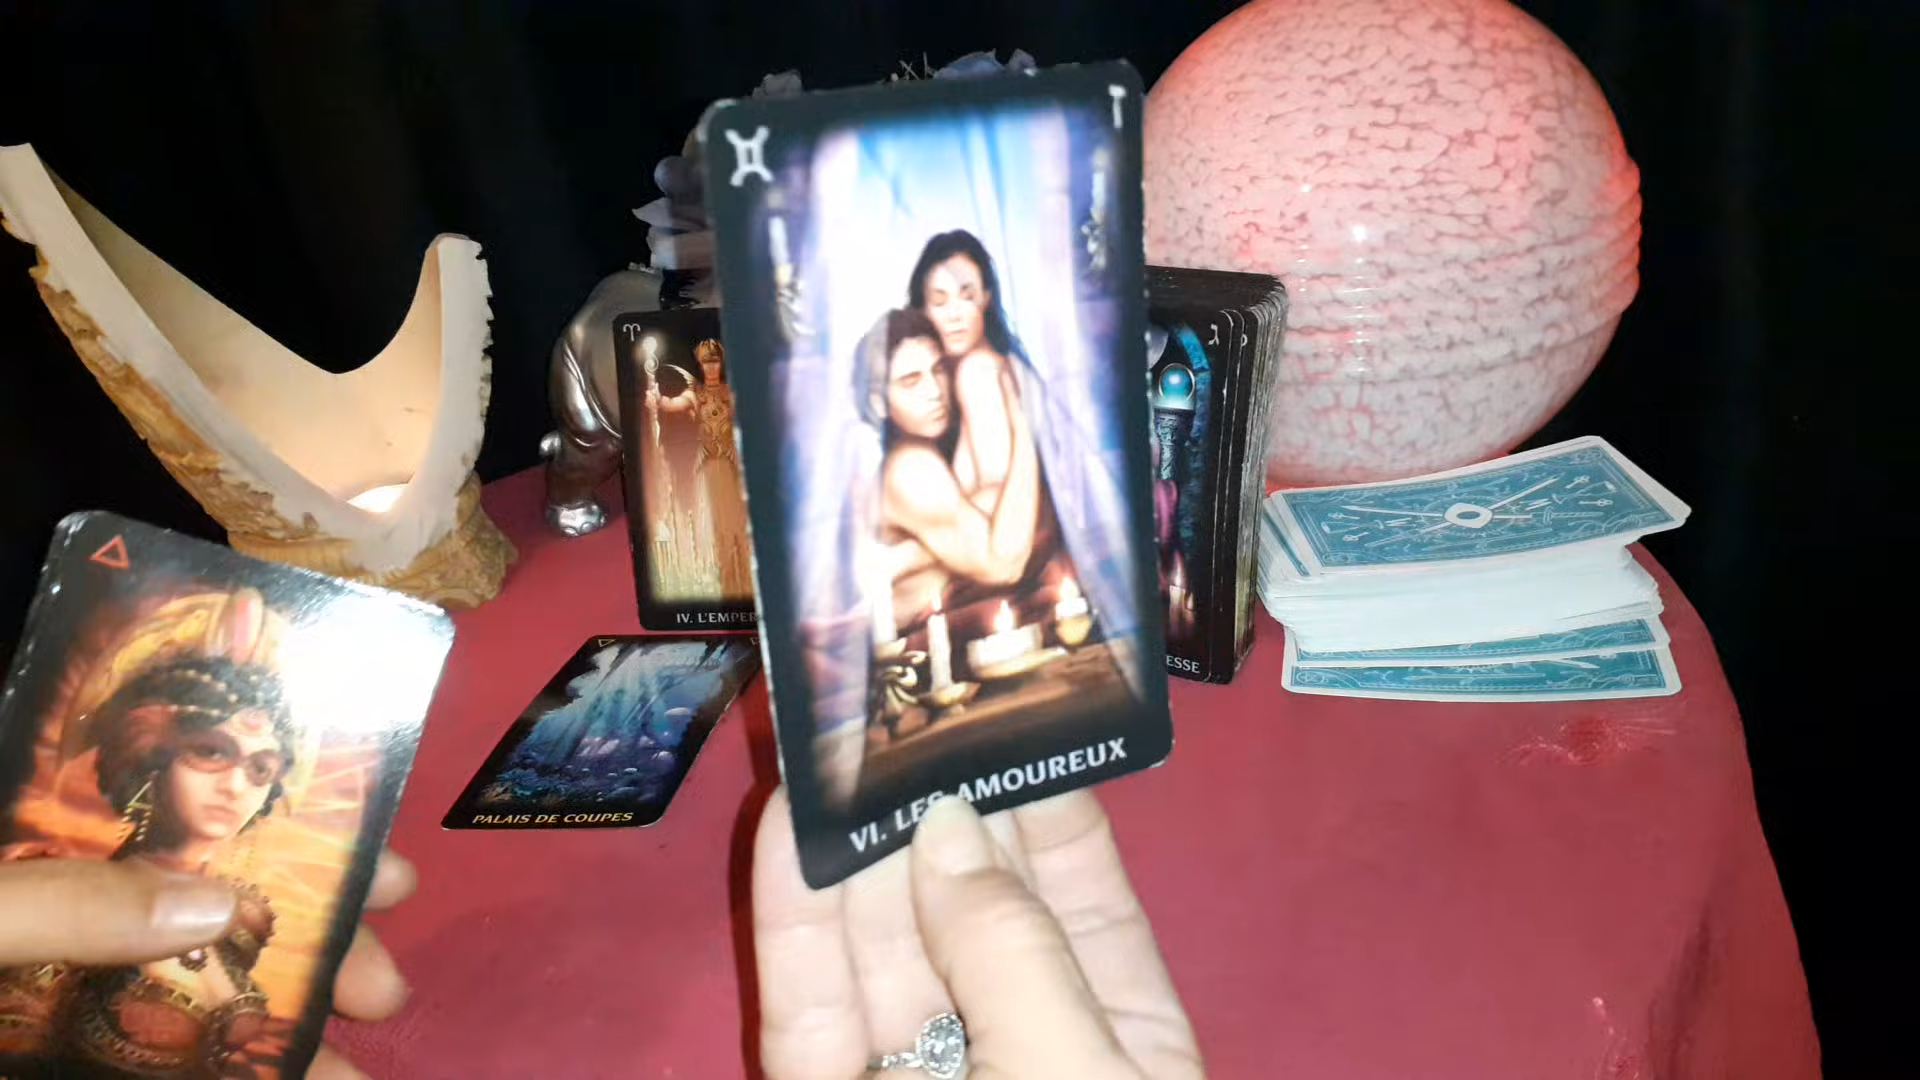 VI. LES AMOUREUX
IV. L'EMPER
ESSE
PALAIS DE COUPES